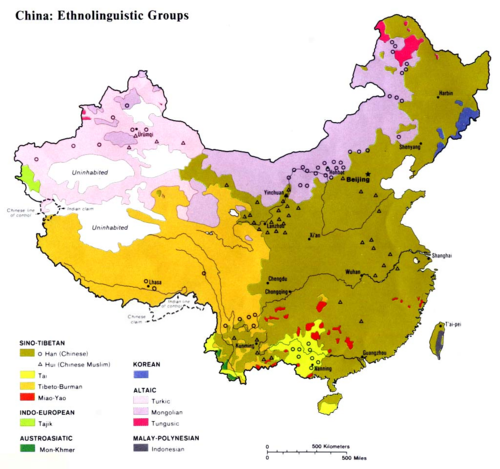 China: Ethnolinguistic Groups
Harbin
Ürümqi
Shenyang
Hohhot
Beijing
Uninhabited
Yinchuan
Chinese line of control
Indian claim
Lanzhou
Uninhabited
Xi'an
Shanghai
Chengdu
Wuhan
Lhasa
Chongqing
Indian line of control
Chinese claim
T'ai-pei
Kunming
Guangzhou
Nanning
SINO-TIBETAN
Han (Chinese)
Hui (Chinese Muslim)
Tai
Tibeto-Burman
Miao-Yao
INDO-EUROPEAN
Tajik
AUSTROASIATIC
Mon-Khmer
KOREAN
ALTAIC
Turkic
Mongolian
Tungusic
MALAY-POLYNESIAN
Indonesian
0 500 Kilometers
0 500 Miles